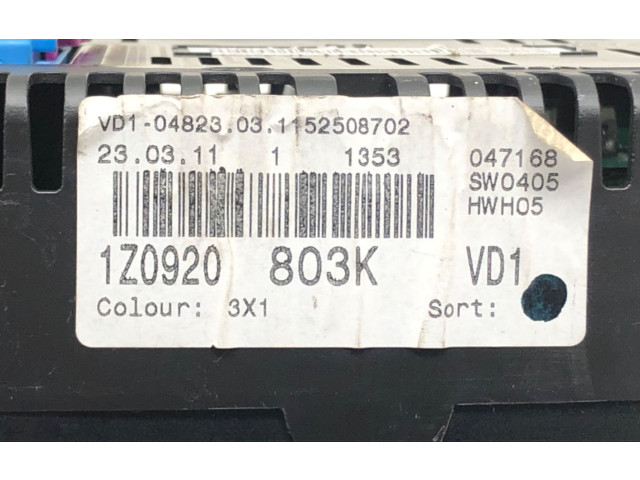 VD1-04823.03.1152508702
23.03.11 1 1353 047168
SW0405
HWH05
1Z0920 803K VD1
Colour: 3X1 Sort: